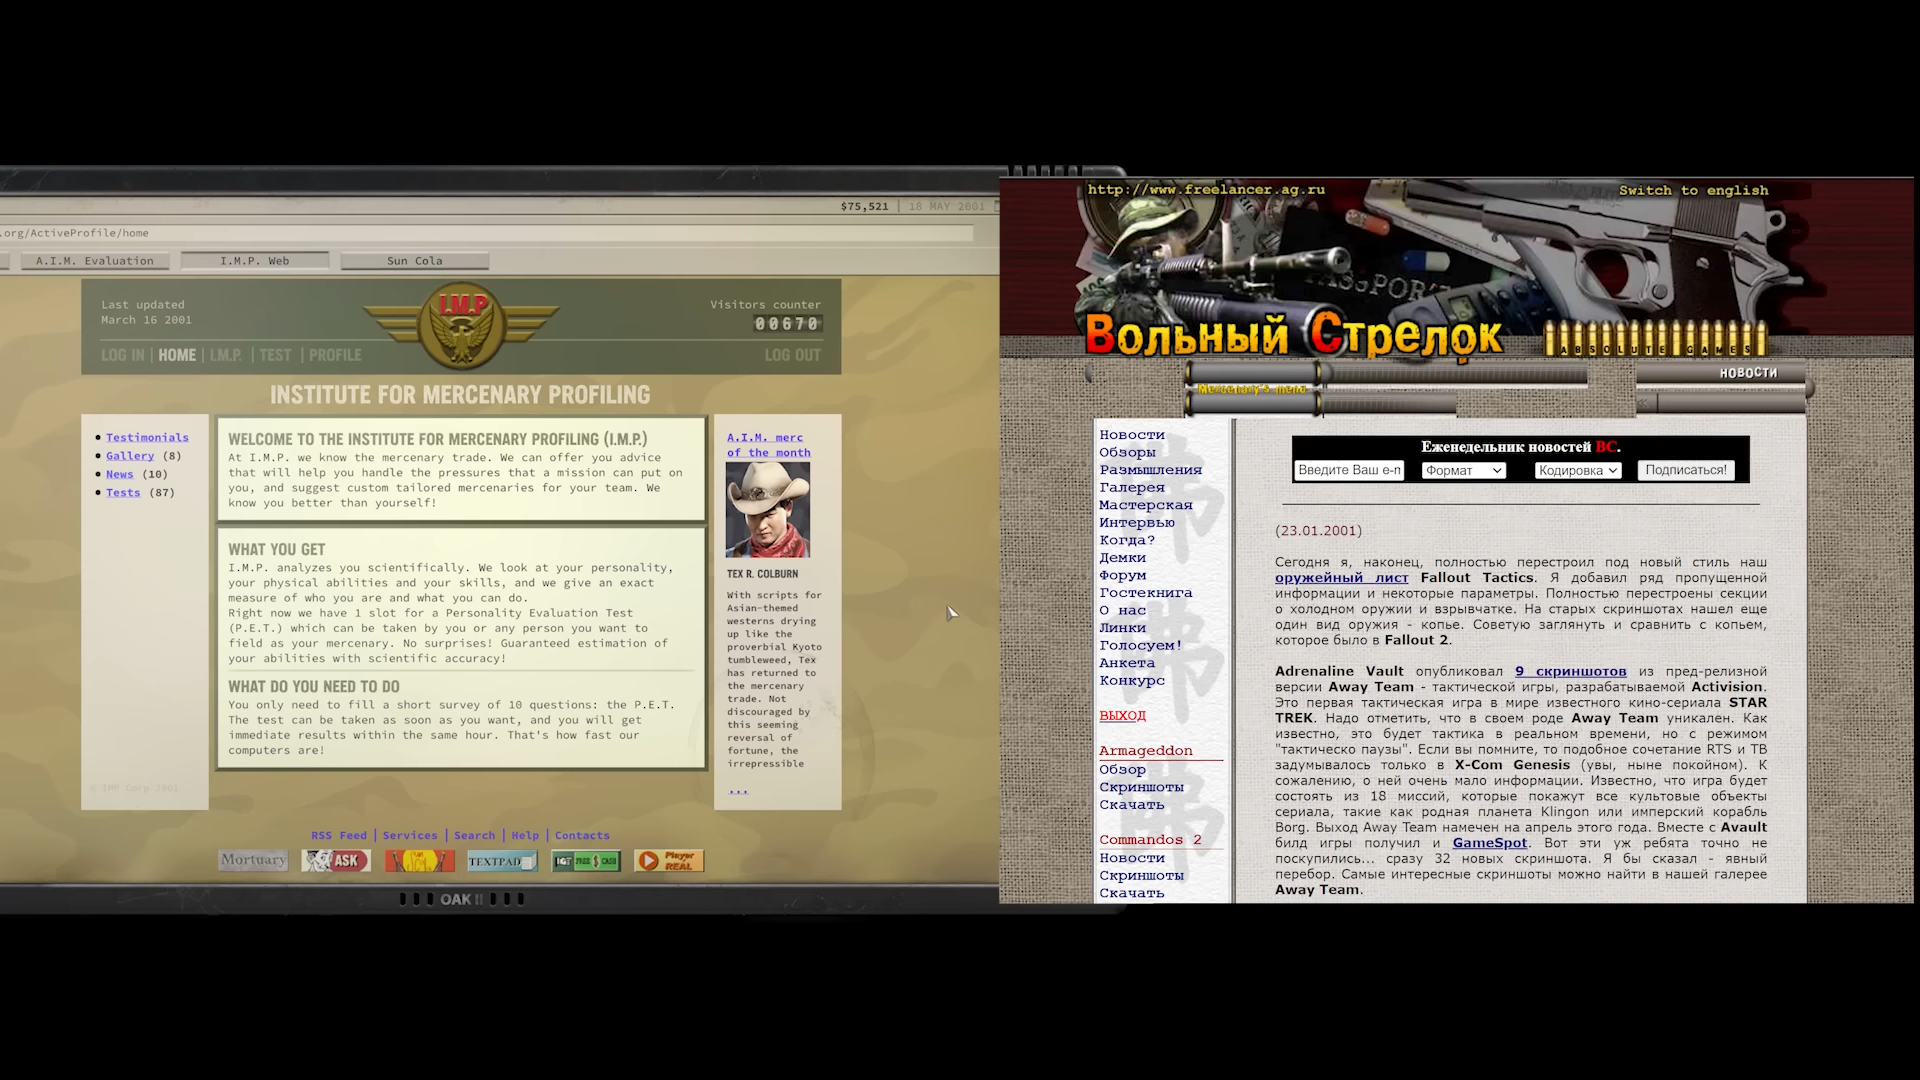 $75,521 | 18 MAY 2001
.org/ActiveProfile/home
A.I.M. Evaluation
I.M.P. Web
Sun Cola
Last updated
March 16 2001
I.M.P
Visitors counter
00670
LOG IN | HOME | I.M.P. | TEST | PROFILE
LOG OUT
INSTITUTE FOR MERCENARY PROFILING
Testimonials
Gallery (8)
News (10)
Tests (87)
© IMP Corp 2001
WELCOME TO THE INSTITUTE FOR MERCENARY PROFILING (I.M.P.)
At I.M.P. we know the mercenary trade. We can offer you advice
that will help you handle the pressures that a mission can put on
you, and suggest custom tailored mercenaries for your team. We
know you better than yourself!
WHAT YOU GET
I.M.P. analyzes you scientifically. We look at your personality,
your physical abilities and your skills, and we give an exact
measure of who you are and what you can do.
Right now we have 1 slot for a Personality Evaluation Test
(P.E.T.) which can be taken by you or any person you want to
field as your mercenary. No surprises! Guaranteed estimation of
your abilities with scientific accuracy!
WHAT DO YOU NEED TO DO
You only need to fill a short survey of 10 questions: the P.E.T.
The test can be taken as soon as you want, and you will get
immediate results within the same hour. That's how fast our
computers are!
A.I.M. merc
of the month
TEX R. COLBURN
With scripts for
Asian-themed
westerns drying
up like the
proverbial Kyoto
tumbleweed, Tex
has returned to
the mercenary
trade. Not
discouraged by
this seeming
reversal of
fortune, the
irrepressible
...
RSS Feed | Services | Search | Help | Contacts
Mortuary
ASK
TEXTPAD
FREE $ CASH
Player REAL
OAK II
http://www.freelancer.ag.ru
Switch to english
PASSPORT
Вольный Стрелок
ABSOLUTE GAMES
Mercenary's menu
НОВОСТИ
Новости
Обзоры
Размышления
Галерея
Мастерская
Интервью
Когда?
Демки
Форум
Гостекнига
О нас
Линки
Голосуем!
Анкета
Конкурс
ВЫХОД
Armageddon
Обзор
Скриншоты
Скачать
Commandos 2
Новости
Скриншоты
Скачать
Еженедельник новостей ВС.
Введите Ваш e-m
Формат
Кодировка
Подписаться!
(23.01.2001)
Сегодня я, наконец, полностью перестроил под новый стиль наш
оружейный лист Fallout Tactics. Я добавил ряд пропущенной
информации и некоторые параметры. Полностью перестроены секции
о холодном оружии и взрывчатке. На старых скриншотах нашел еще
один вид оружия - копье. Советую заглянуть и сравнить с копьем,
которое было в Fallout 2.
Adrenaline Vault опубликовал 9 скриншотов из пред-релизной
версии Away Team - тактической игры, разрабатываемой Activision.
Это первая тактическая игра в мире известного кино-сериала STAR
TREK. Надо отметить, что в своем роде Away Team уникален. Как
известно, это будет тактика в реальном времени, но с режимом
"тактическо паузы". Если вы помните, то подобное сочетание RTS и ТВ
задумывалось только в X-Com Genesis (увы, ныне покойном). К
сожалению, о ней очень мало информации. Известно, что игра будет
состоять из 18 миссий, которые покажут все культовые объекты
сериала, такие как родная планета Klingon или имперский корабль
Borg. Выход Away Team намечен на апрель этого года. Вместе с Avault
билд игры получил и GameSpot. Вот эти уж ребята точно не
поскупились... сразу 32 новых скриншота. Я бы сказал - явный
перебор. Самые интересные скриншоты можно найти в нашей галерее
Away Team.